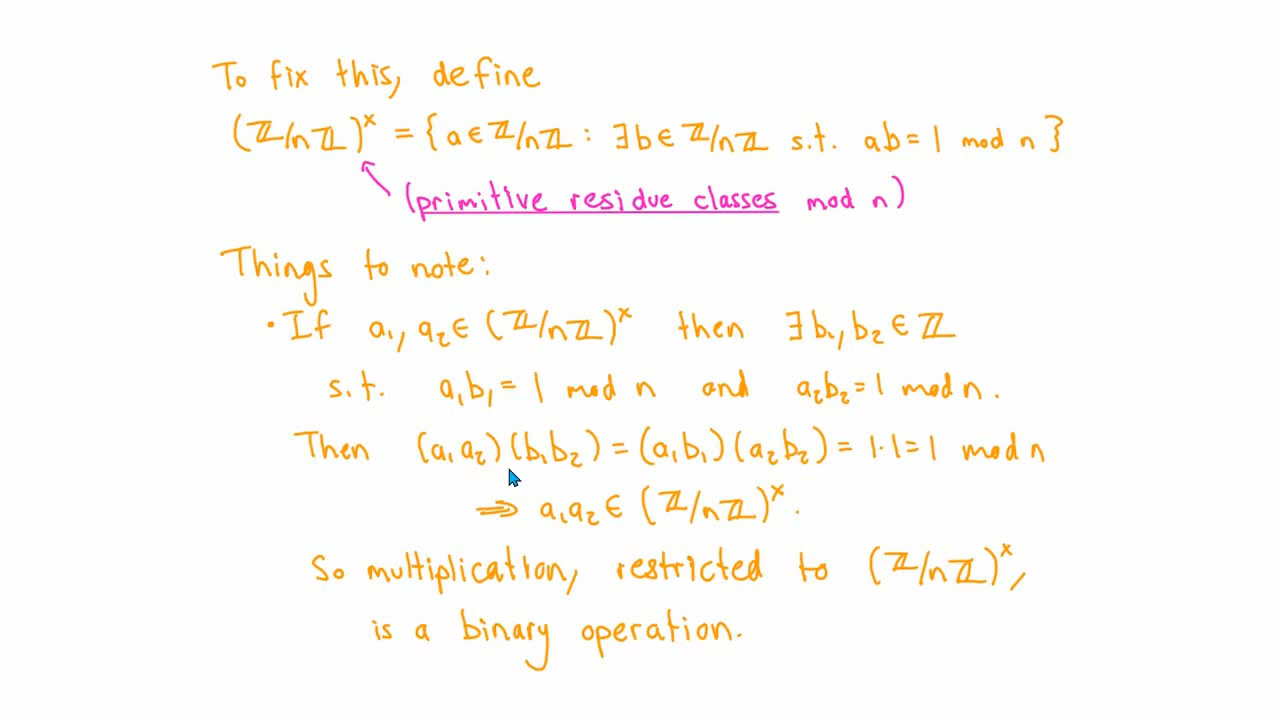 To fix this, define
(ℤ/nℤ)ˣ = {a ∈ ℤ/nℤ : ∃b ∈ ℤ/nℤ s.t. ab = 1 mod n}
(primitive residue classes mod n)
Things to note:
• If a₁, a₂ ∈ (ℤ/nℤ)ˣ then ∃b₁, b₂ ∈ ℤ
s.t. a₁b₁ = 1 mod n and a₂b₂ = 1 mod n.
Then (a₁a₂)(b₁b₂) = (a₁b₁)(a₂b₂) = 1·1 = 1 mod n
⇒ a₁a₂ ∈ (ℤ/nℤ)ˣ.
So multiplication, restricted to (ℤ/nℤ)ˣ,
is a binary operation.